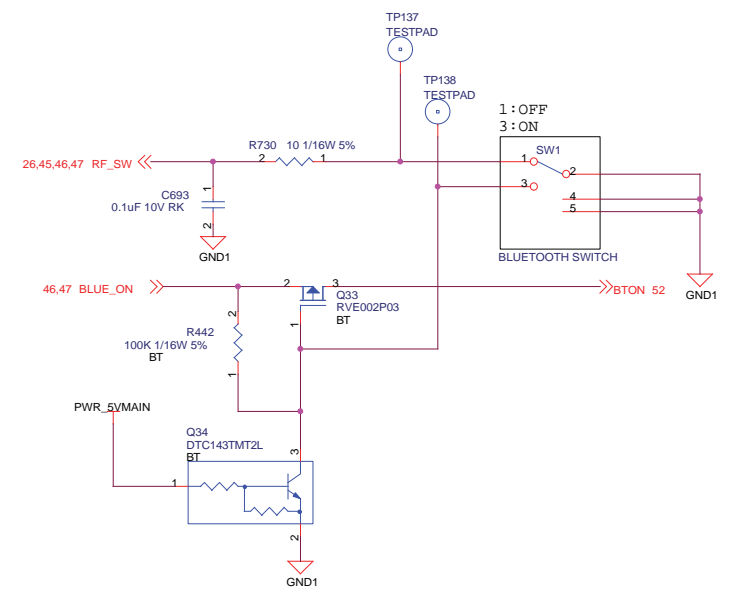 TP137
TESTPAD
TP138
TESTPAD
1:OFF
3:ON
R730 10 1/16W 5%
SW1
26,45,46,47 RF_SW
2
1
1
2
3
4
5
C693
0.1uF 10V RK
1
2
GND1
BLUETOOTH SWITCH
46,47 BLUE_ON
2
3
BTON 52
GND1
Q33
RVE002P03
BT
1
2
R442
100K 1/16W 5%
BT
1
PWR_5VMAIN
Q34
DTC143TMT2L
BT
3
1
2
GND1